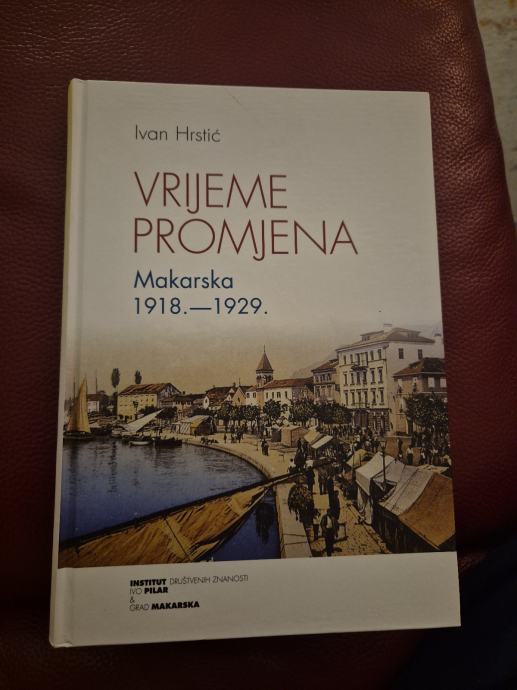 Ivan Hrstić
VRIJEME
PROMJENA
Makarska
1918.—1929.
INSTITUT DRUŠTVENIH ZNANOSTI
IVO PILAR
&
GRAD MAKARSKA